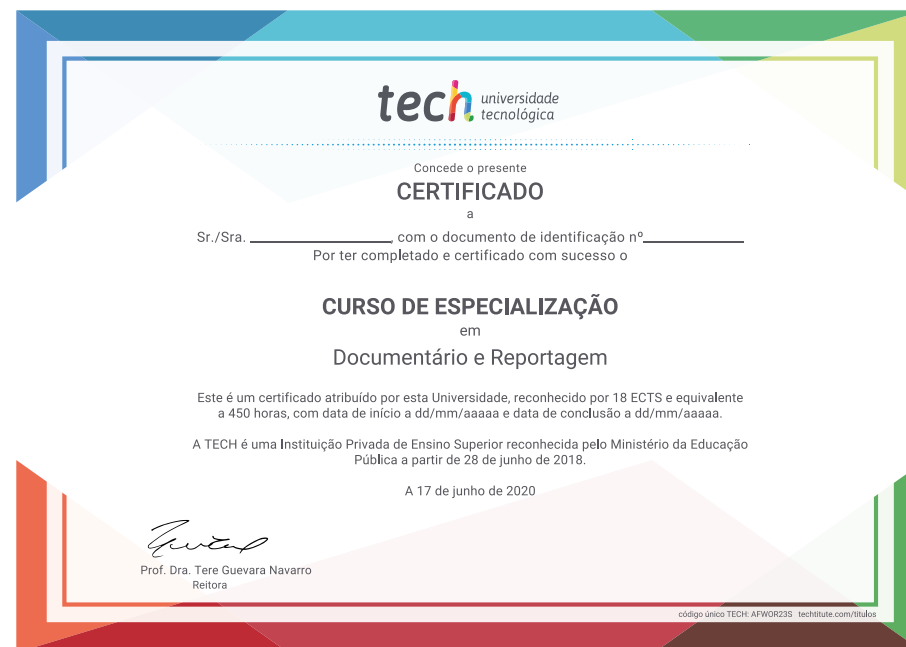 tech universidade
tecnológica
Concede o presente
CERTIFICADO
a
Sr./Sra. ____________________, com o documento de identificação nº______________
Por ter completado e certificado com sucesso o
CURSO DE ESPECIALIZAÇÃO
em
Documentário e Reportagem
Este é um certificado atribuído por esta Universidade, reconhecido por 18 ECTS e equivalente
a 450 horas, com data de início a dd/mm/aaaaa e data de conclusão a dd/mm/aaaaa.
A TECH é uma Instituição Privada de Ensino Superior reconhecida pelo Ministério da Educação
Pública a partir de 28 de junho de 2018.
A 17 de junho de 2020
Prof. Dra. Tere Guevara Navarro
Reitora
código único TECH: AFWOR23S techtitute.com/titulos